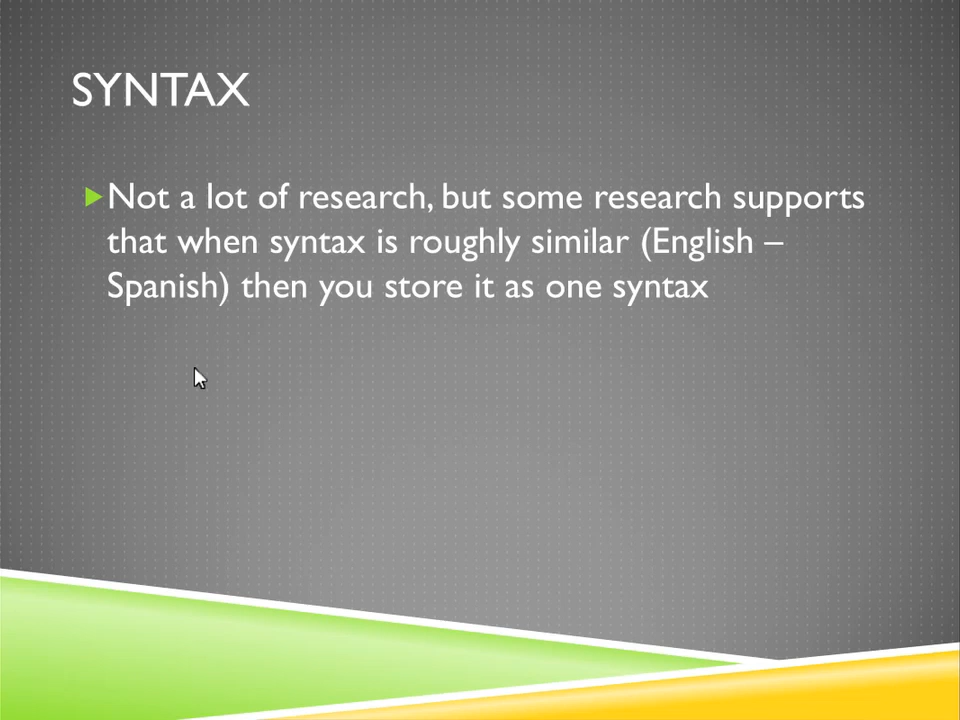 SYNTAX
Not a lot of research, but some research supports
that when syntax is roughly similar (English –
Spanish) then you store it as one syntax